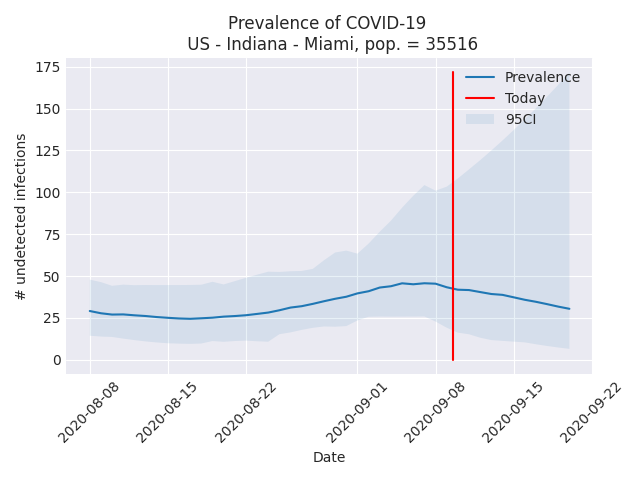 Prevalence of COVID-19
US - Indiana - Miami, pop. = 35516
175
150
125
100
75
50
25
0
# undetected infections
Prevalence
Today
95CI
2020-08-08
2020-08-15
2020-08-22
2020-09-01
2020-09-08
2020-09-15
2020-09-22
Date